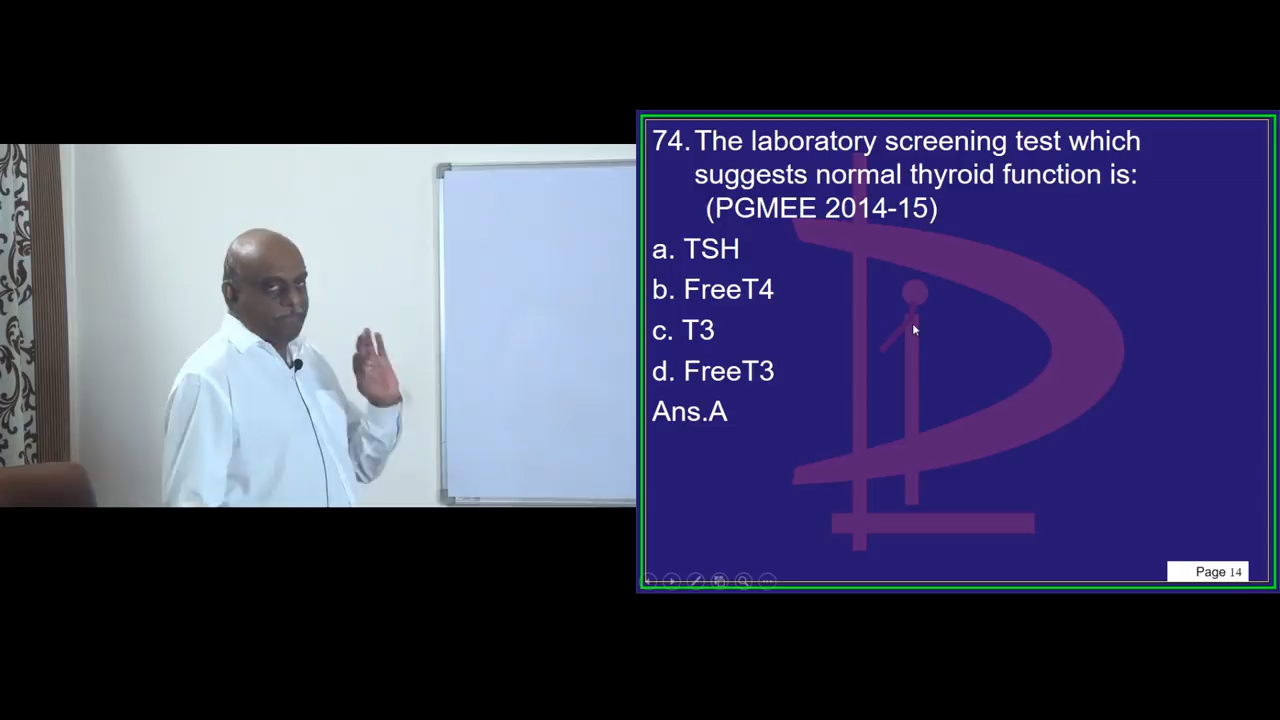 74. The laboratory screening test which
suggests normal thyroid function is:
(PGMEE 2014-15)
a. TSH
b. FreeT4
c. T3
d. FreeT3
Ans.A
Page 14